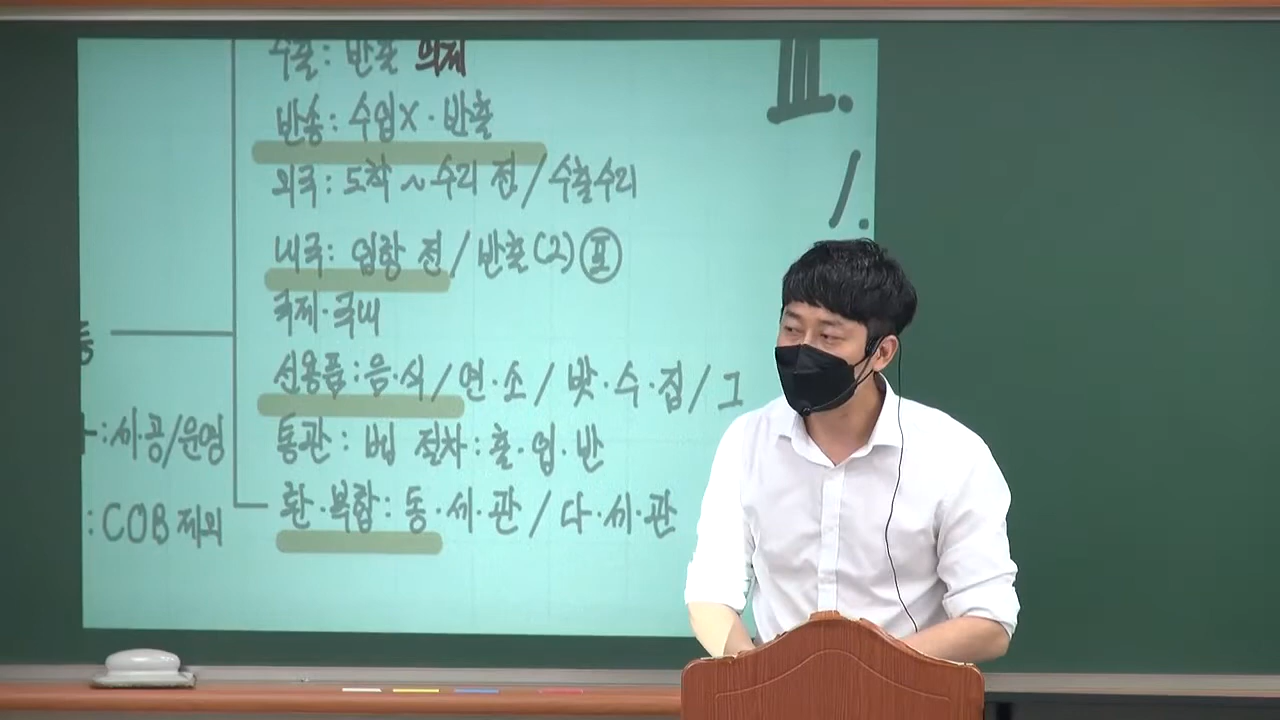 수출: 반출 의제
반송: 수입X·반출
외국: 도착~수리 전/수출수리
내국: 입항 전/반출(2)
국제·국내
선용품:음·식/연·소/밧·수·집/그
통관: 법 절차:출·입·반
환·복합: 동·세·관/다·세·관
등
:세·공/운영
:COB 제외
III.
1.